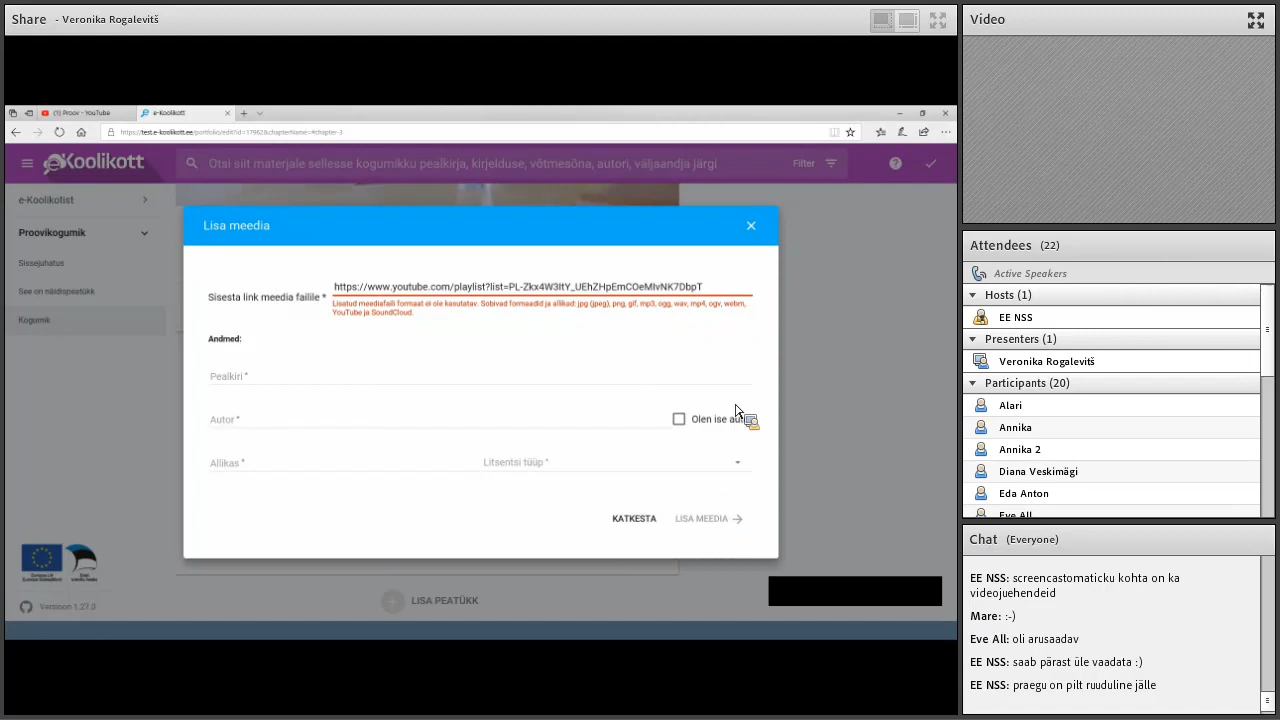 Share - Veronika Rogalevitš
(1) Proov - YouTube
e-Koolikott
https://test.e-koolikott.ee/portfolio/edit?id=17962&chapterName=#chapter-3
eKoolikott
Otsi siit materjale sellesse kogumikku pealkirja, kirjelduse, võtmesõna, autori, väljaandja järgi
Filter
e-Koolikotist
Proovikogumik
Sissejuhatus
See on näidispeatükk
Kogumik
Lisa meedia
Sisesta link meedia failile *
https://www.youtube.com/playlist?list=PL-Zkx4W3ItY_UEhZHpEmCOeMIvNK7DbpT
Lisatud meediafaili formaat ei ole kasutatav. Sobivad formaadid ja allikad: jpg (jpeg), png, gif, mp3, ogg, wav, mp4, ogv, webm,
YouTube ja SoundCloud.
Andmed:
Pealkiri *
Autor *
Olen ise
Allikas *
Litsentsi tüüp *
KATKESTA
LISA MEEDIA
LISA PEATÜKK
Versioon 1.27.0
Video
Attendees (22)
Active Speakers
Hosts (1)
EE NSS
Presenters (1)
Veronika Rogalevitš
Participants (20)
Alari
Annika
Annika 2
Diana Veskimägi
Eda Anton
Eve All
Chat (Everyone)
EE NSS: screencastomaticku kohta on ka
videojuehendeid
Mare: :-)
Eve All: oli arusaadav
EE NSS: saab pärast üle vaadata :)
EE NSS: praegu on pilt ruuduline jälle